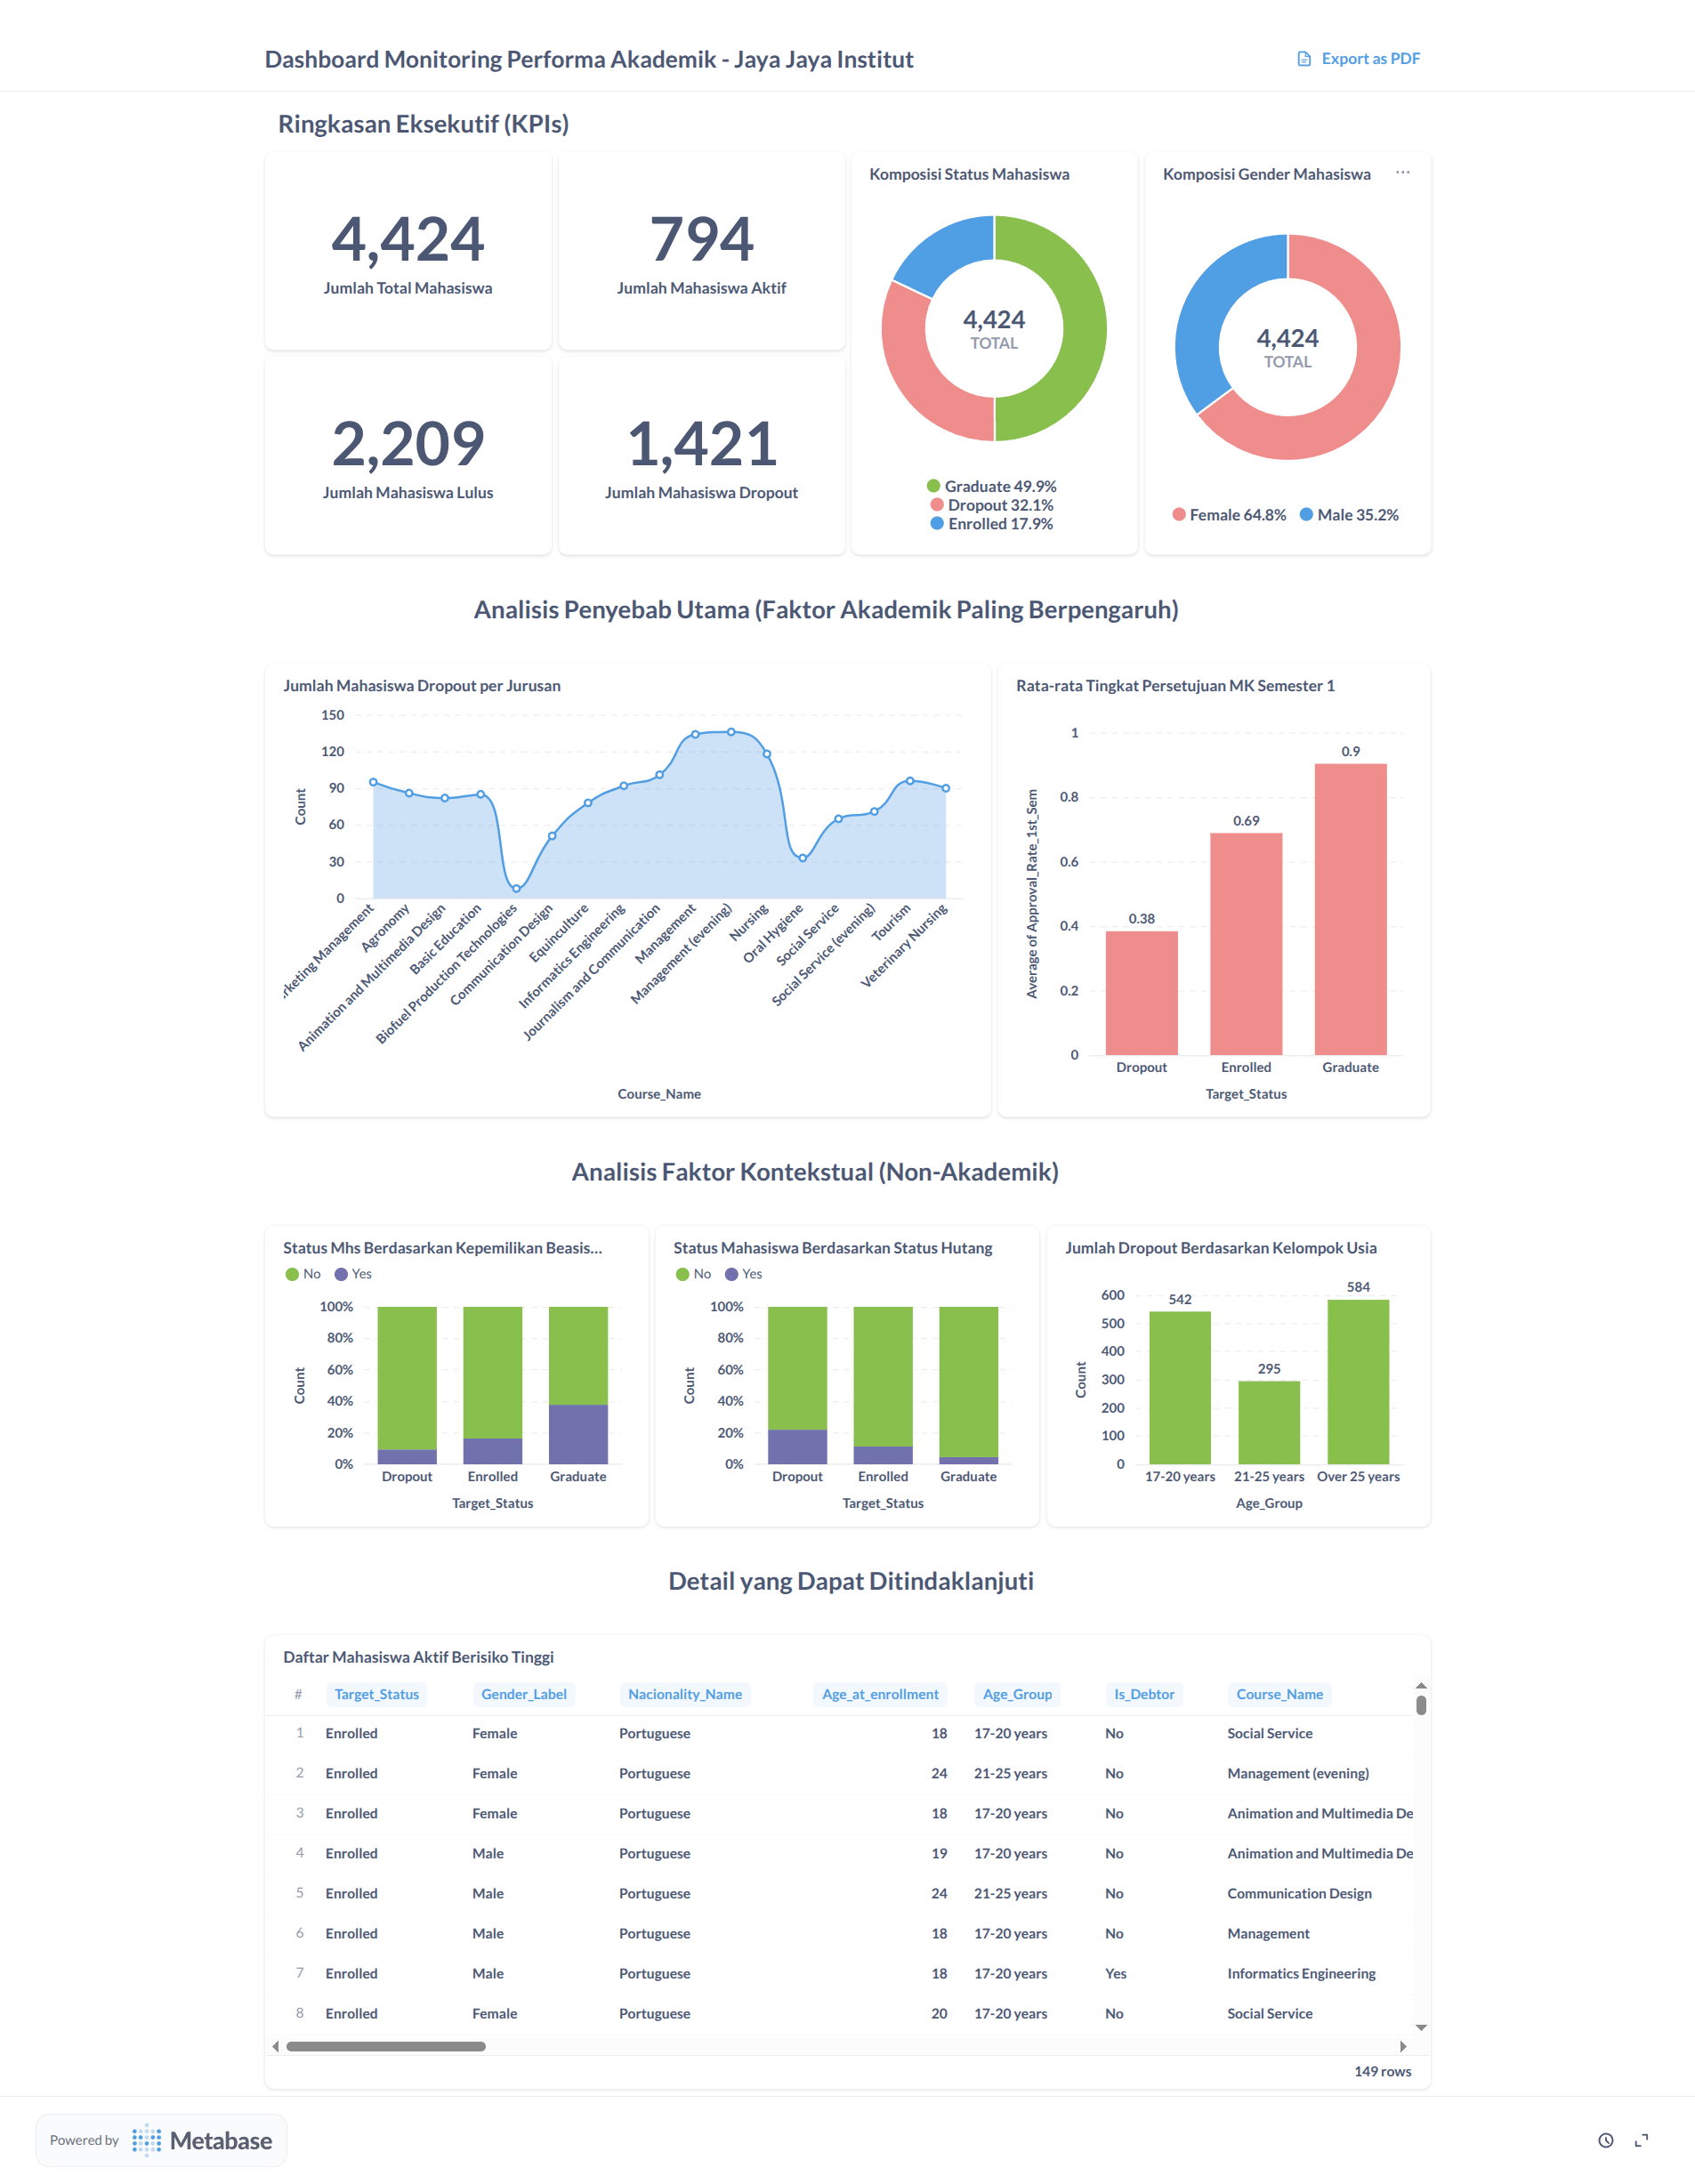 Dashboard Monitoring Performa Akademik - Jaya Jaya Institut
Export as PDF
Ringkasan Eksekutif (KPIs)
4,424
Jumlah Total Mahasiswa
794
Jumlah Mahasiswa Aktif
2,209
Jumlah Mahasiswa Lulus
1,421
Jumlah Mahasiswa Dropout
Komposisi Status Mahasiswa
4,424
TOTAL
Graduate 49.9%
Dropout 32.1%
Enrolled 17.9%
Komposisi Gender Mahasiswa
4,424
TOTAL
Female 64.8% Male 35.2%
Analisis Penyebab Utama (Faktor Akademik Paling Berpengaruh)
Jumlah Mahasiswa Dropout per Jurusan
Count
150
120
90
60
30
0
rketing Management
Agronomy
Animation and Multimedia Design
Basic Education
Biofuel Production Technologies
Communication Design
Equinculture
Informatics Engineering
Journalism and Communication
Management
Management (evening)
Nursing
Oral Hygiene
Social Service
Social Service (evening)
Tourism
Veterinary Nursing
Course_Name
Rata-rata Tingkat Persetujuan MK Semester 1
Average of Approval_Rate_1st_Sem
1
0.8
0.6
0.4
0.2
0
0.38
0.69
0.9
Dropout Enrolled Graduate
Target_Status
Analisis Faktor Kontekstual (Non-Akademik)
Status Mhs Berdasarkan Kepemilikan Beasis...
No Yes
Count
100%
80%
60%
40%
20%
0%
Dropout Enrolled Graduate
Target_Status
Status Mahasiswa Berdasarkan Status Hutang
No Yes
Count
100%
80%
60%
40%
20%
0%
Dropout Enrolled Graduate
Target_Status
Jumlah Dropout Berdasarkan Kelompok Usia
Count
600
500
400
300
200
100
0
542
295
584
17-20 years 21-25 years Over 25 years
Age_Group
Detail yang Dapat Ditindaklanjuti
Daftar Mahasiswa Aktif Berisiko Tinggi
# Target_Status Gender_Label Nacionality_Name Age_at_enrollment Age_Group Is_Debtor Course_Name
1 Enrolled Female Portuguese 18 17-20 years No Social Service
2 Enrolled Female Portuguese 24 21-25 years No Management (evening)
3 Enrolled Female Portuguese 18 17-20 years No Animation and Multimedia De
4 Enrolled Male Portuguese 19 17-20 years No Animation and Multimedia De
5 Enrolled Male Portuguese 24 21-25 years No Communication Design
6 Enrolled Male Portuguese 18 17-20 years No Management
7 Enrolled Male Portuguese 18 17-20 years Yes Informatics Engineering
8 Enrolled Female Portuguese 20 17-20 years No Social Service
149 rows
Powered by Metabase